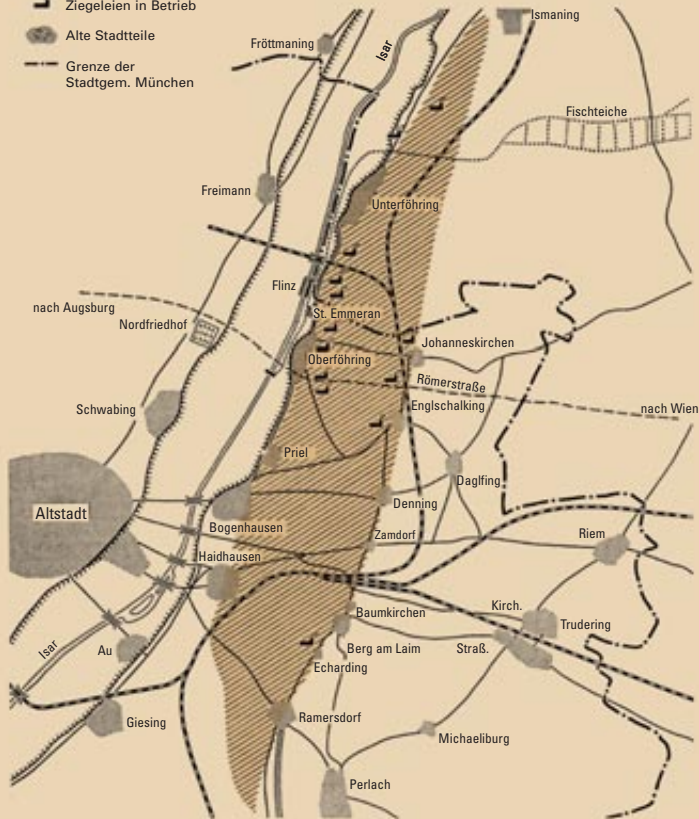 Ziegeleien in Betrieb
Alte Stadtteile
Grenze der
Stadtgem. München
Ismaning
Fröttmaning
Isar
Fischteiche
Freimann
Unterföhring
Flinz
nach Augsburg
St. Emmeran
Nordfriedhof
Johanneskirchen
Oberföhring
Römerstraße
Schwabing
Englschalking
nach Wien
Priel
Daglfing
Altstadt
Denning
Bogenhausen
Zamdorf
Riem
Haidhausen
Kirch.
Baumkirchen
Trudering
Isar
Au
Berg am Laim
Straß.
Echarding
Ramersdorf
Giesing
Michaeliburg
Perlach